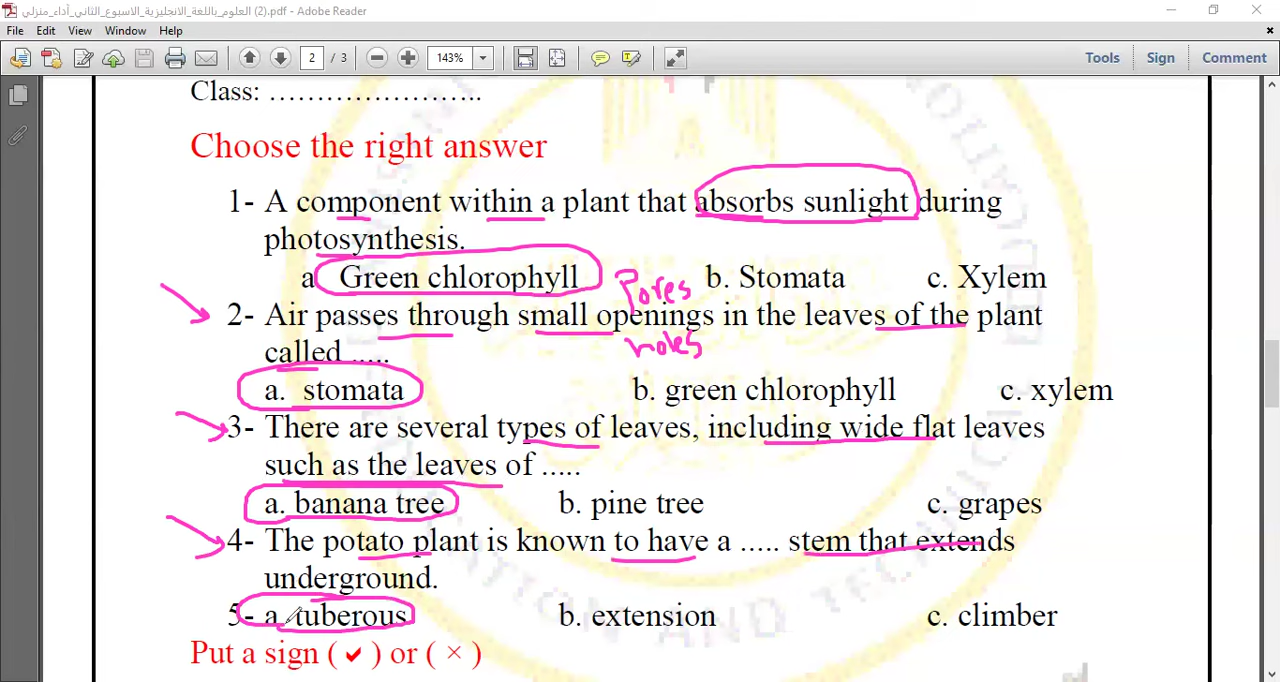 العلوم_باللغة_الانجليزية_الاسبوع_الثاني_أداء_منزلي (2).pdf - Adobe Reader
File Edit View Window Help
2 / 3 143% Tools Sign Comment
Class: …………………..
Choose the right answer
1- A component within a plant that absorbs sunlight during
photosynthesis.
a Green chlorophyll b. Stomata c. Xylem
Pores
2- Air passes through small openings in the leaves of the plant
holes
called .....
a. stomata b. green chlorophyll c. xylem
3- There are several types of leaves, including wide flat leaves
such as the leaves of .....
a. banana tree b. pine tree c. grapes
4- The potato plant is known to have a ..... stem that extends
underground.
5- a. tuberous b. extension c. climber
Put a sign ( ✔ ) or ( × )